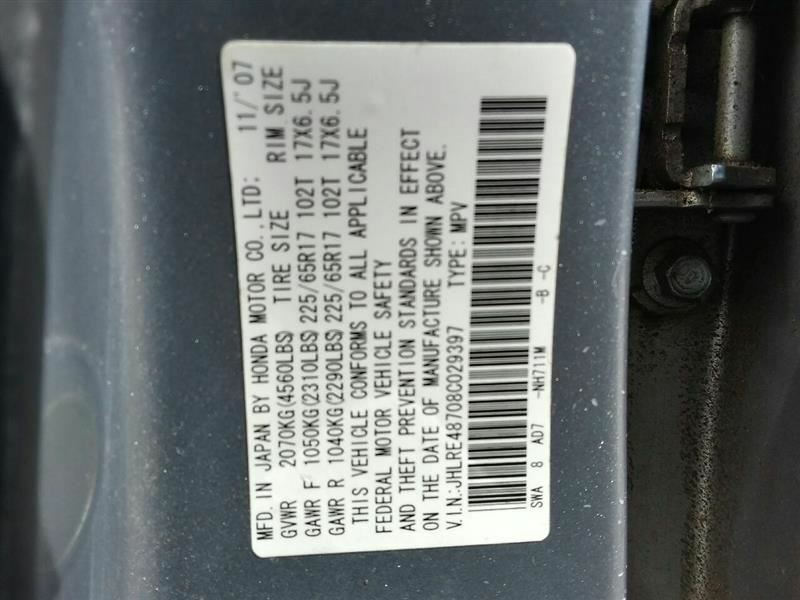 MFD. IN JAPAN BY HONDA MOTOR CO., LTD: 11/'07
GVWR 2070KG(4560LBS) TIRE SIZE RIM SIZE
GAWR F 1050KG(2310LBS) 225/65R17 102T 17X6.5J
GAWR R 1040KG(2290LBS) 225/65R17 102T 17X6.5J
THIS VEHICLE CONFORMS TO ALL APPLICABLE
FEDERAL MOTOR VEHICLE SAFETY
AND THEFT PREVENTION STANDARDS IN EFFECT
ON THE DATE OF MANUFACTURE SHOWN ABOVE.
V.I.N.:JHLRE48708C029397 TYPE: MPV
SWA 8 AD7 -NH711M -B -C